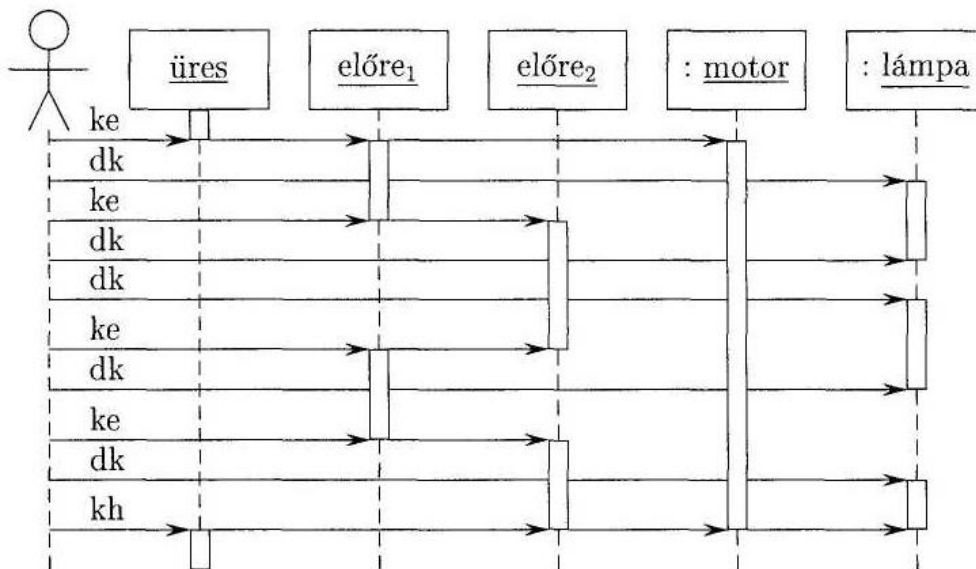 üres előre₁ előre₂ : motor : lámpa
ke
dk
ke
dk
dk
ke
dk
ke
dk
kh